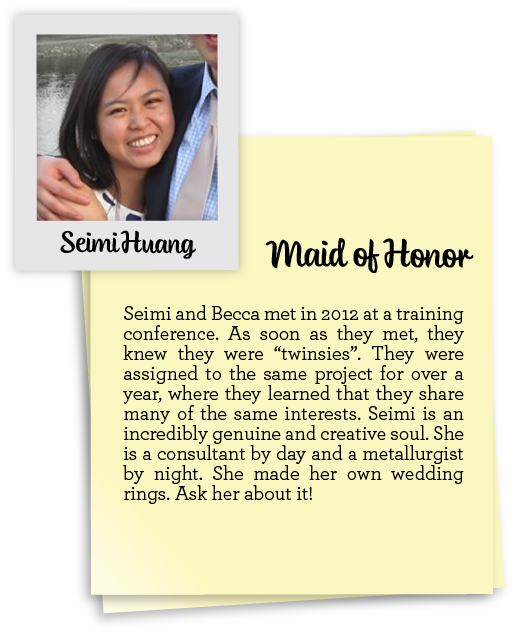 Seimi Huang
Maid of Honor
Seimi and Becca met in 2012 at a training
conference. As soon as they met, they
knew they were “twinsies”. They were
assigned to the same project for over a
year, where they learned that they share
many of the same interests. Seimi is an
incredibly genuine and creative soul. She
is a consultant by day and a metallurgist
by night. She made her own wedding
rings. Ask her about it!